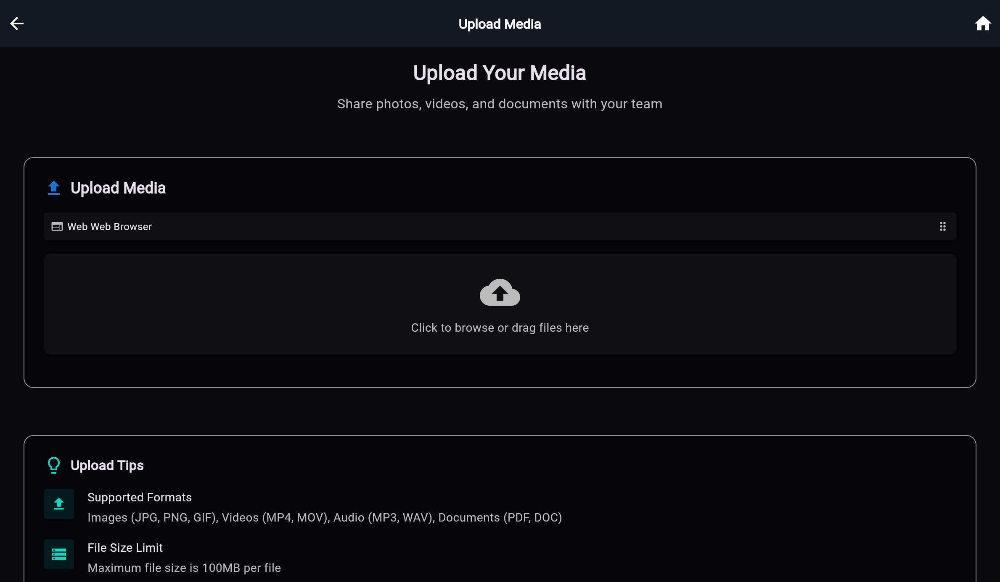 Upload Media
Upload Your Media
Share photos, videos, and documents with your team
Upload Media
Web Web Browser
Click to browse or drag files here
Upload Tips
Supported Formats
Images (JPG, PNG, GIF), Videos (MP4, MOV), Audio (MP3, WAV), Documents (PDF, DOC)
File Size Limit
Maximum file size is 100MB per file